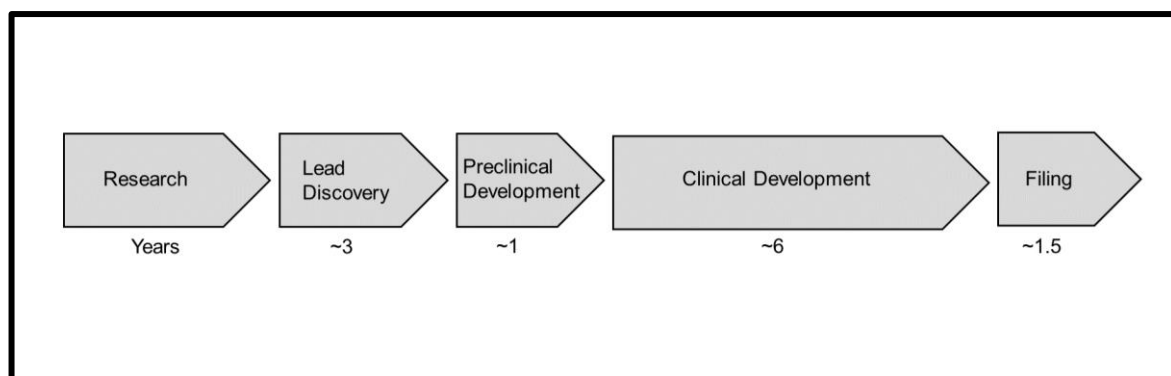 Research
Lead
Discovery
Preclinical
Development
Clinical Development
Filing
Years
~3
~1
~6
~1.5